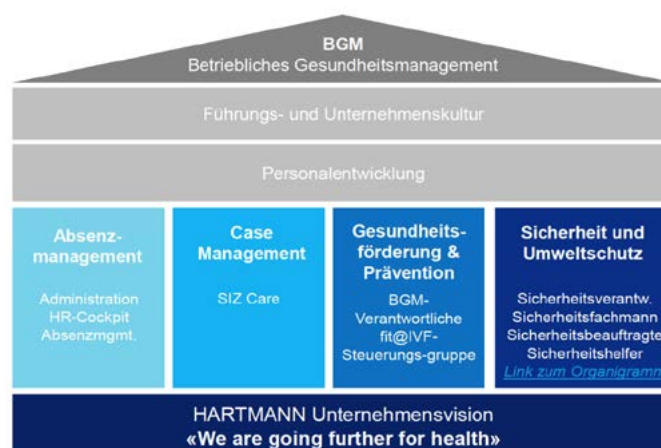 BGM
Betriebliches Gesundheitsmanagement
Führungs- und Unternehmenskultur
Personalentwicklung
Absenz-
management
Administration
HR-Cockpit
Absenzmgmt.
Case
Management
SIZ Care
Gesundheits-
förderung &
Prävention
BGM-
Verantwortliche
fit@IVF-
Steuerungs-gruppe
Sicherheit und
Umweltschutz
Sicherheitsverantw.
Sicherheitsfachmann
Sicherheitsbeauftragte
Sicherheitshelfer
Link zum Organigramm
HARTMANN Unternehmensvision
«We are going further for health»